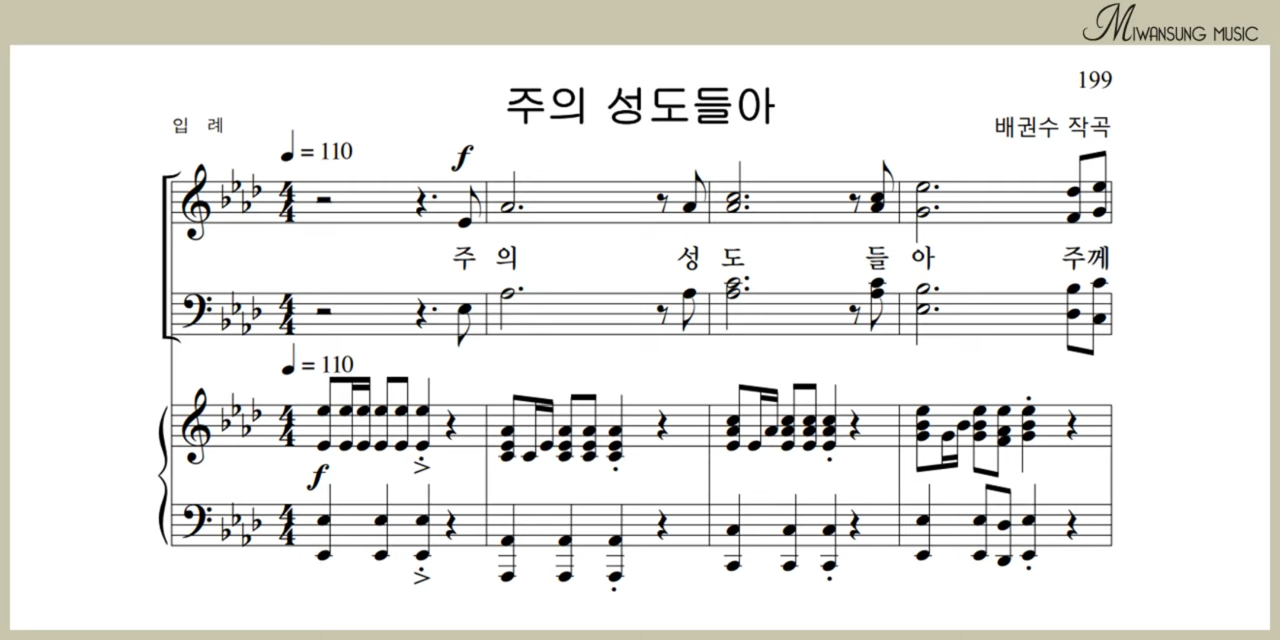 MIWANSUNG MUSIC
199
주의 성도들아
입 례
배권수 작곡
♩ = 110
f
주 의 성 도 들 아 주께
♩ = 110
f